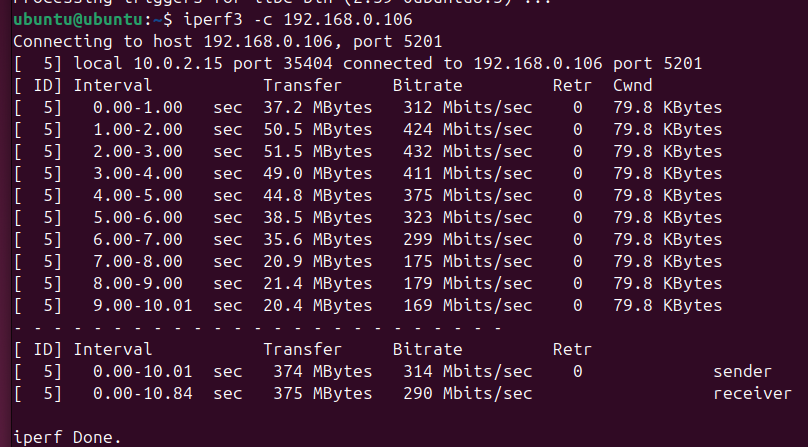 ubuntu@ubuntu:~$ iperf3 -c 192.168.0.106
Connecting to host 192.168.0.106, port 5201
[  5] local 10.0.2.15 port 35404 connected to 192.168.0.106 port 5201
[ ID] Interval           Transfer     Bitrate         Retr  Cwnd
[  5]   0.00-1.00   sec  37.2 MBytes   312 Mbits/sec    0   79.8 KBytes
[  5]   1.00-2.00   sec  50.5 MBytes   424 Mbits/sec    0   79.8 KBytes
[  5]   2.00-3.00   sec  51.5 MBytes   432 Mbits/sec    0   79.8 KBytes
[  5]   3.00-4.00   sec  49.0 MBytes   411 Mbits/sec    0   79.8 KBytes
[  5]   4.00-5.00   sec  44.8 MBytes   375 Mbits/sec    0   79.8 KBytes
[  5]   5.00-6.00   sec  38.5 MBytes   323 Mbits/sec    0   79.8 KBytes
[  5]   6.00-7.00   sec  35.6 MBytes   299 Mbits/sec    0   79.8 KBytes
[  5]   7.00-8.00   sec  20.9 MBytes   175 Mbits/sec    0   79.8 KBytes
[  5]   8.00-9.00   sec  21.4 MBytes   179 Mbits/sec    0   79.8 KBytes
[  5]   9.00-10.01  sec  20.4 MBytes   169 Mbits/sec    0   79.8 KBytes
- - - - - - - - - - - - - - - - - - - - - - - - -
[ ID] Interval           Transfer     Bitrate         Retr
[  5]   0.00-10.01  sec   374 MBytes   314 Mbits/sec    0             sender
[  5]   0.00-10.84  sec   375 MBytes   290 Mbits/sec                  receiver

iperf Done.